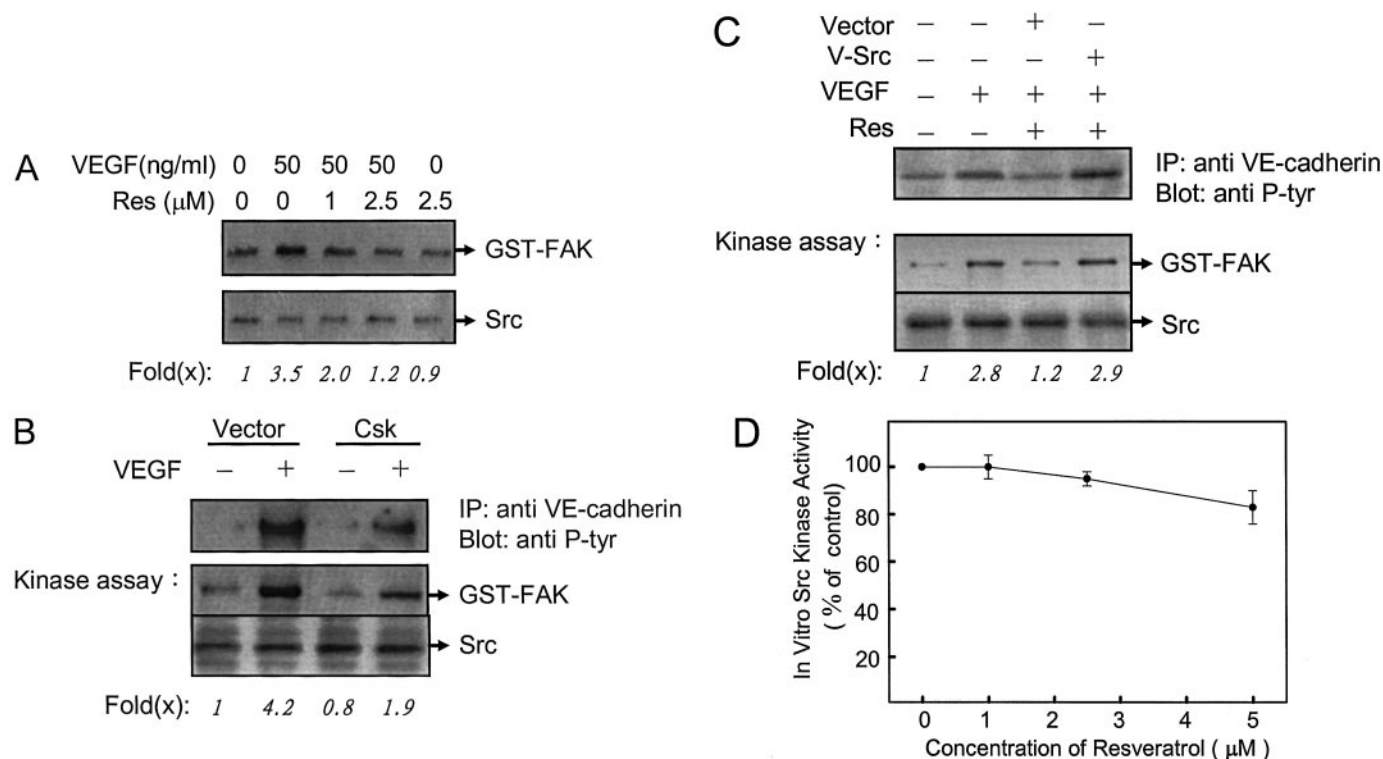 A
VEGF(ng/ml) 0 50 50 50 0
Res (μM) 0 0 1 2.5 2.5
GST-FAK
Src
Fold(x): 1 3.5 2.0 1.2 0.9
B
Vector Csk
VEGF – + – +
IP: anti VE-cadherin
Blot: anti P-tyr
Kinase assay :
GST-FAK
Src
Fold(x): 1 4.2 0.8 1.9
C
Vector – – + –
V-Src – – – +
VEGF – + + +
Res – – + +
IP: anti VE-cadherin
Blot: anti P-tyr
Kinase assay :
GST-FAK
Src
Fold(x): 1 2.8 1.2 2.9
D
In Vitro Src Kinase Activity
( % of control)
100
80
60
40
20
0 1 2 3 4 5
Concentration of Resveratrol ( μM )